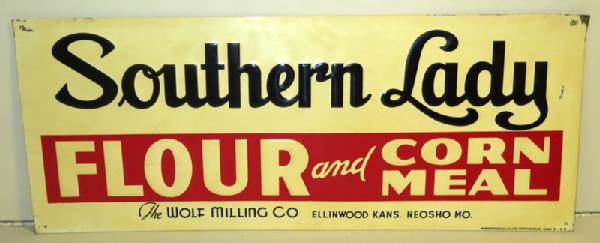 Southern Lady
FLOUR and CORN MEAL
The WOLF MILLING CO ELLINWOOD KANS. NEOSHO MO.